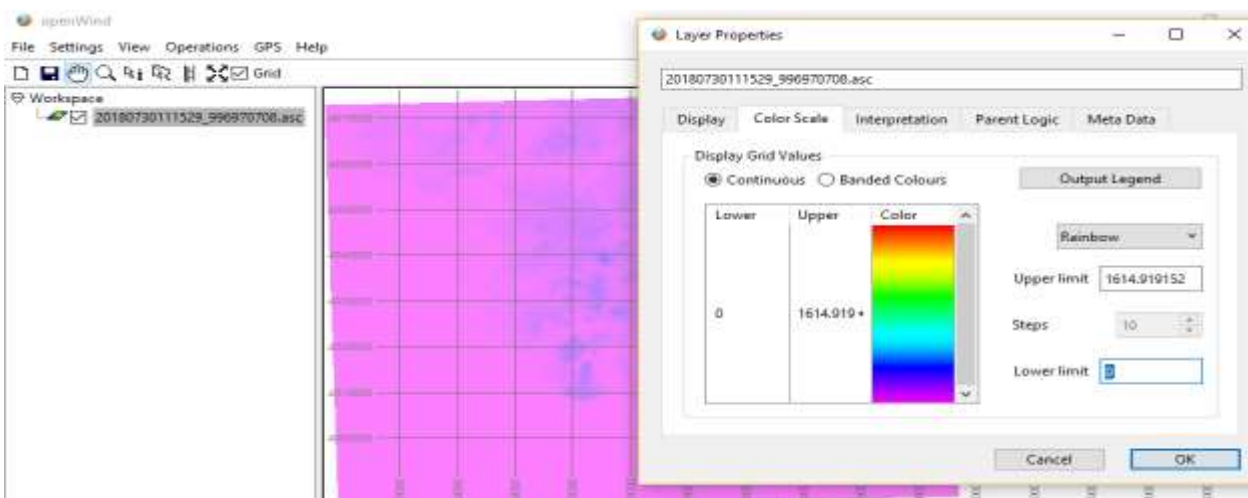 openWind
File Settings View Operations GPS Help
Grid
Workspace
20180730111529_996970708.asc
Layer Properties
20180730111529_996970708.asc
Display Color Scale Interpretation Parent Logic Meta Data
Display Grid Values
Continuous Banded Colours
Output Legend
Lower Upper Color
Rainbow
Upper limit 1614.919152
0 1614.919+
Steps 10
Lower limit 0
Cancel OK